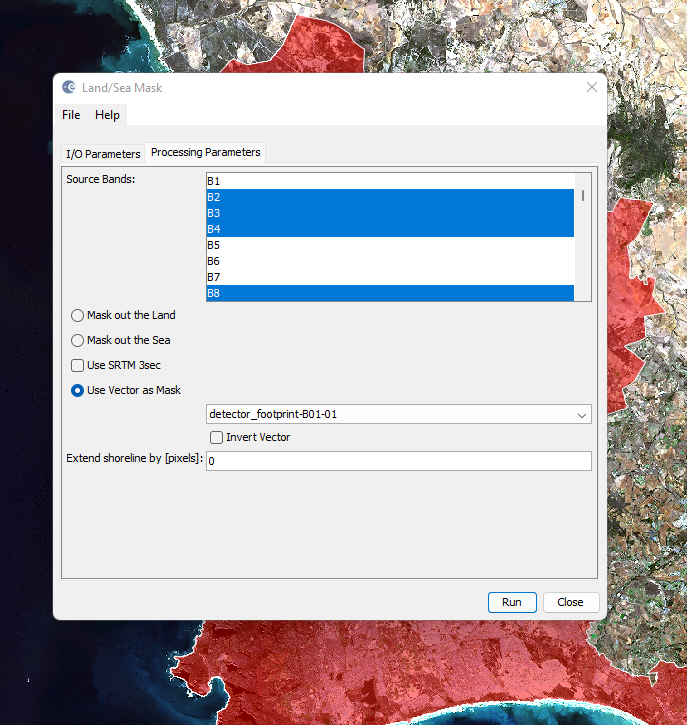 Land/Sea Mask
File Help
I/O Parameters Processing Parameters
Source Bands:
B1
B2
B3
B4
B5
B6
B7
B8
Mask out the Land
Mask out the Sea
Use SRTM 3sec
Use Vector as Mask
detector_footprint-B01-01
Invert Vector
Extend shoreline by [pixels]: 0
Run Close